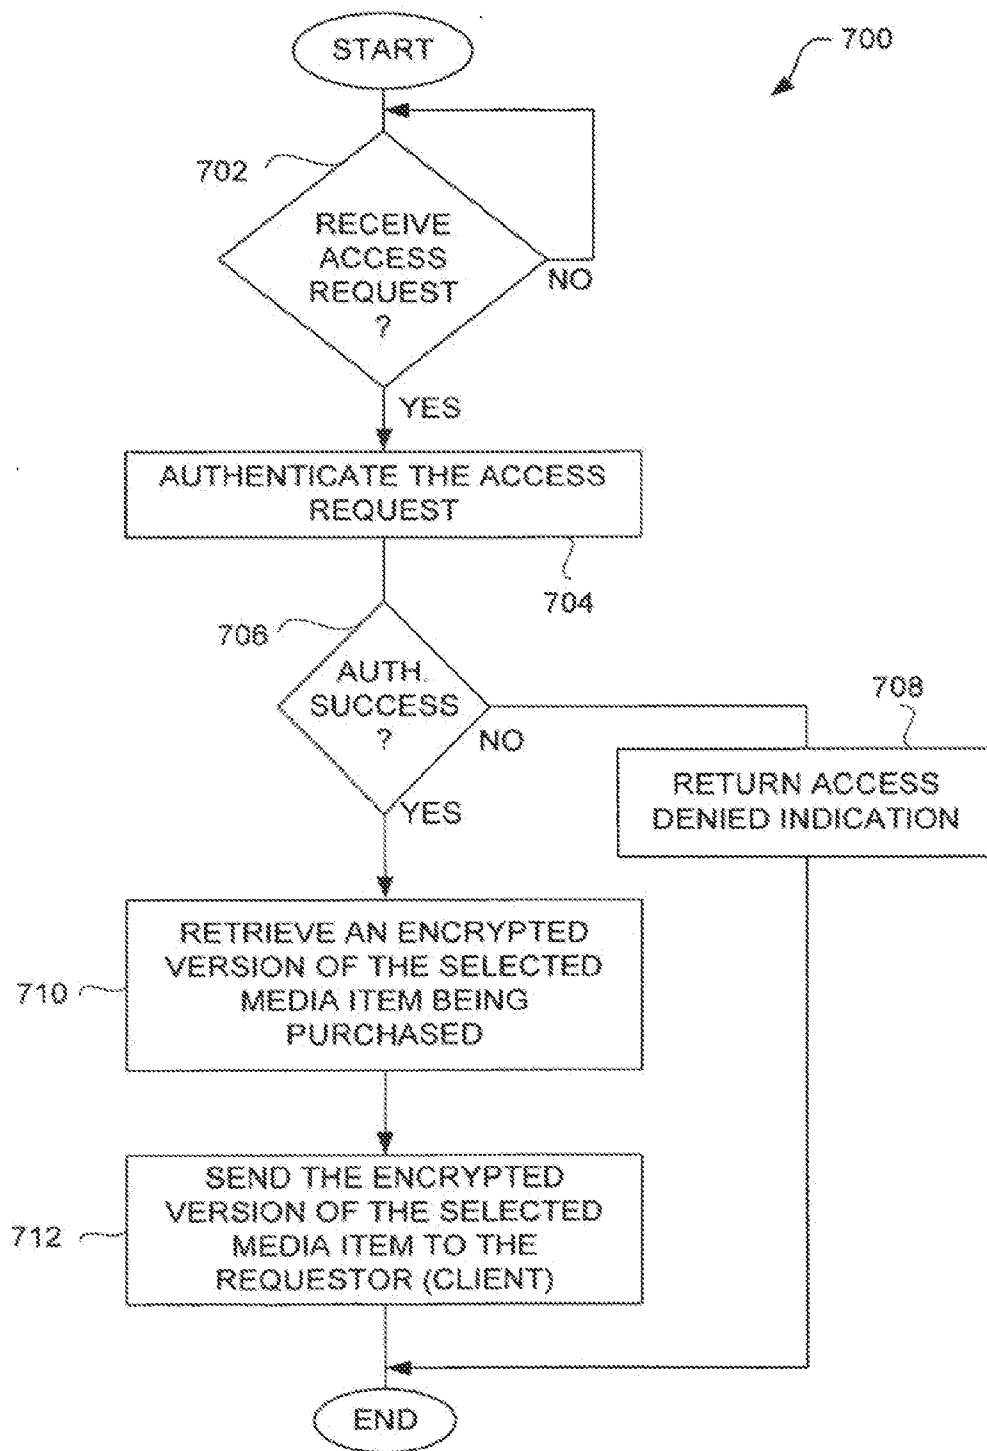 START
700
702
RECEIVE
ACCESS
REQUEST
?
NO
YES
AUTHENTICATE THE ACCESS
REQUEST
704
706
AUTH.
SUCCESS
?
NO
YES
708
RETURN ACCESS
DENIED INDICATION
710
RETRIEVE AN ENCRYPTED
VERSION OF THE SELECTED
MEDIA ITEM BEING
PURCHASED
712
SEND THE ENCRYPTED
VERSION OF THE SELECTED
MEDIA ITEM TO THE
REQUESTOR (CLIENT)
END